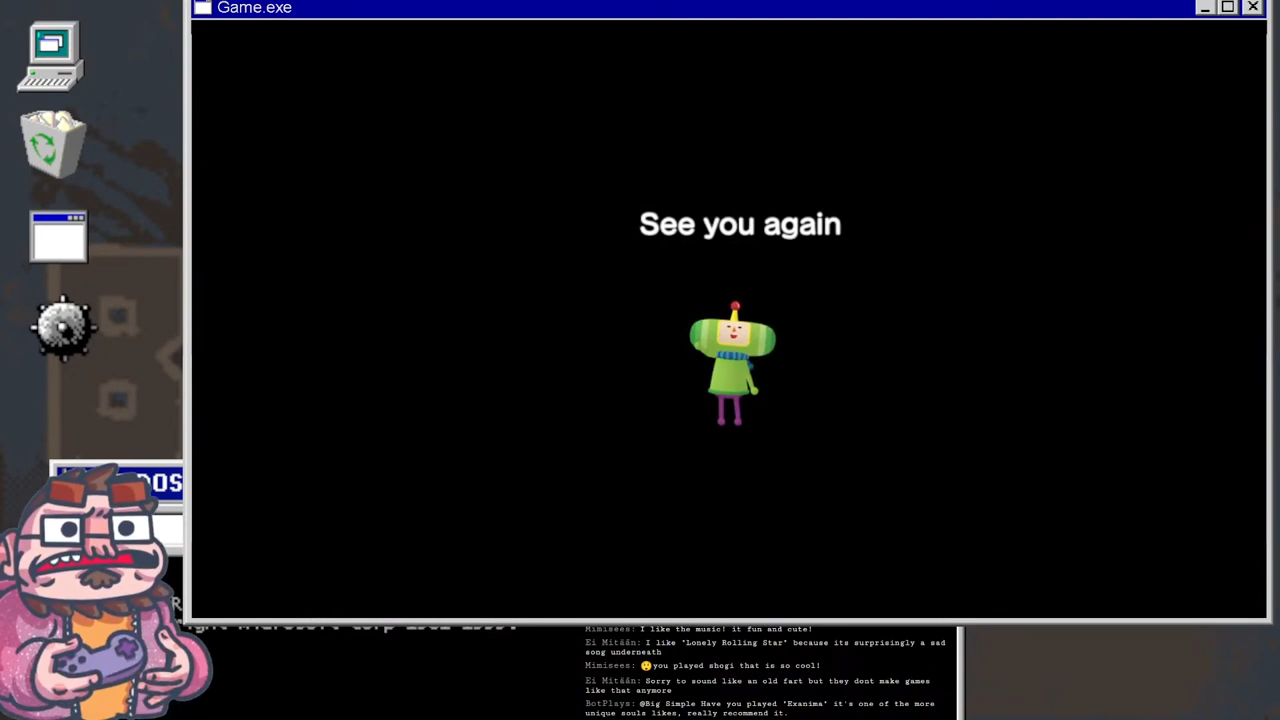 Game.exe
See you again
DOS
Mimisees: I like the music! it fun and cute!
Ei Mitään: I like "Lonely Rolling Star" because its surprisingly a sad
song underneath
Mimisees: 😲you played shogi that is so cool!
Ei Mitään: Sorry to sound like an old fart but they dont make games
like that anymore
BotPlays: @Big Simple Have you played "Exanima" it's one of the more
unique souls likes, really recommend it.